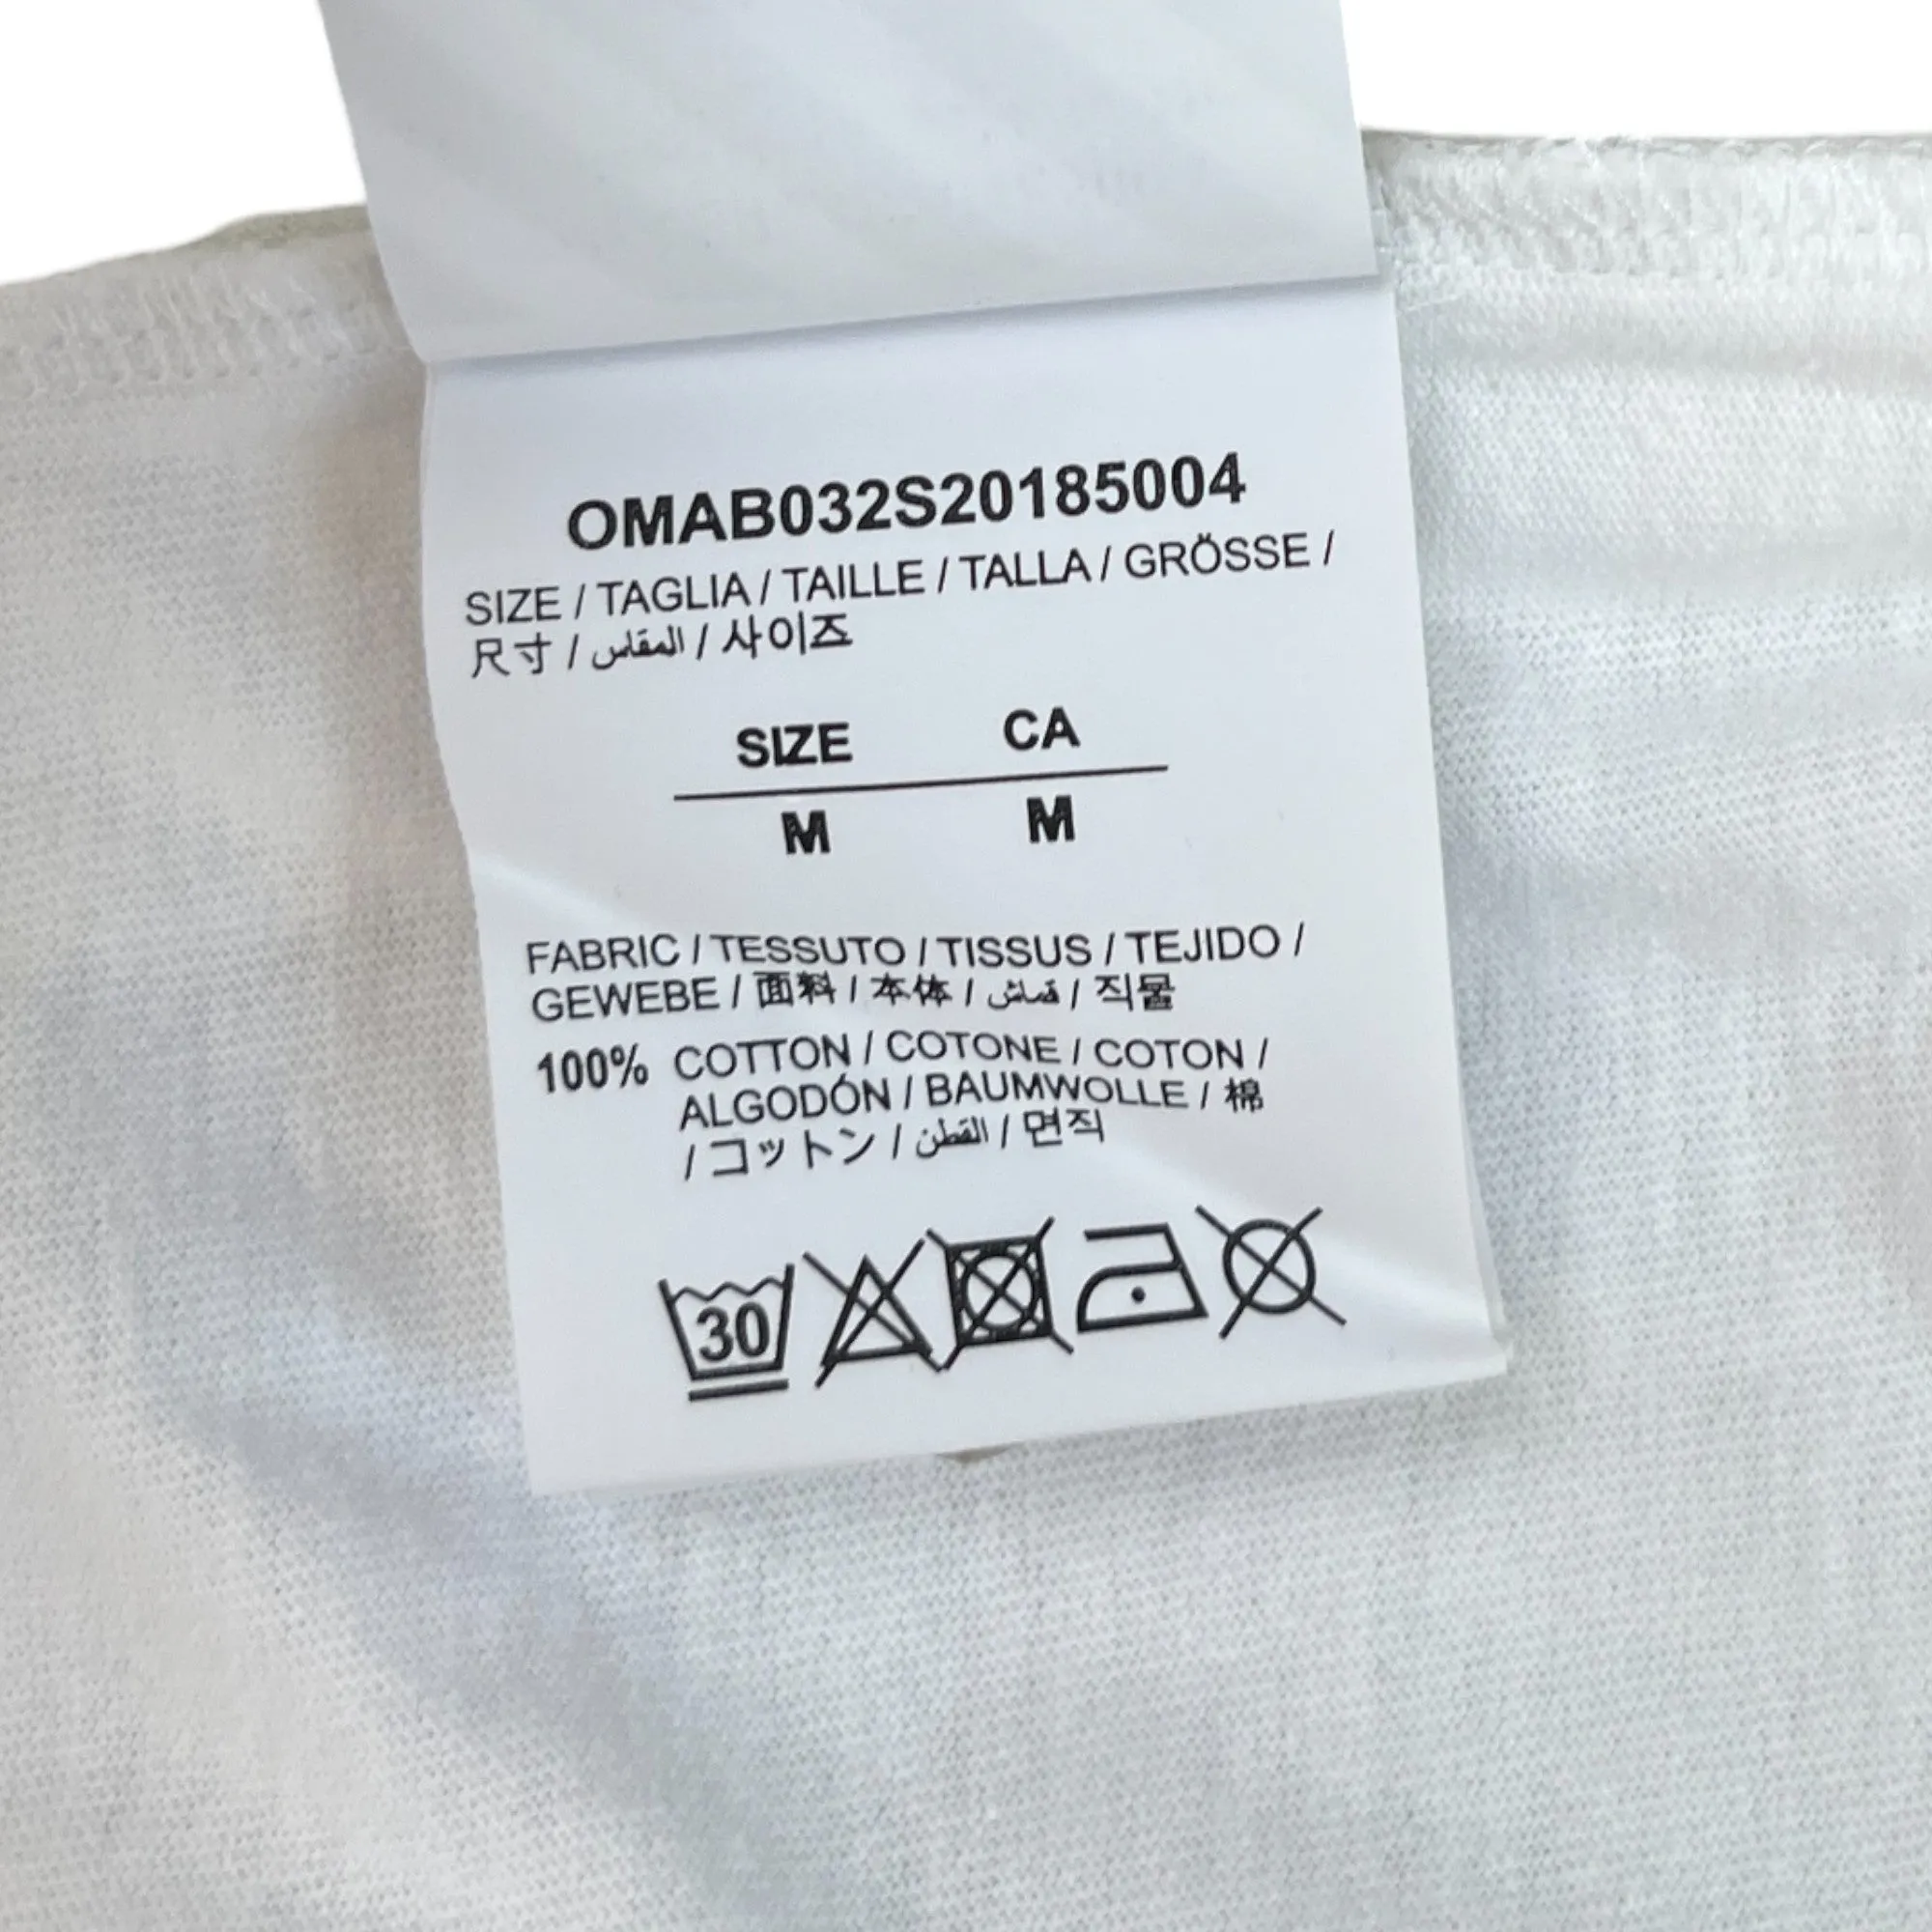 OMAB032S20185004
SIZE / TAGLIA / TAILLE / TALLA / GRÖSSE /
尺寸 / المقاس / 사이즈
SIZE CA
M M
FABRIC / TESSUTO / TISSUS / TEJIDO /
GEWEBE / 面料 / 本体 / قماش / 직물
100% COTTON / COTONE / COTON /
ALGODÓN / BAUMWOLLE / 棉
/ コットン / القطن / 면직
30